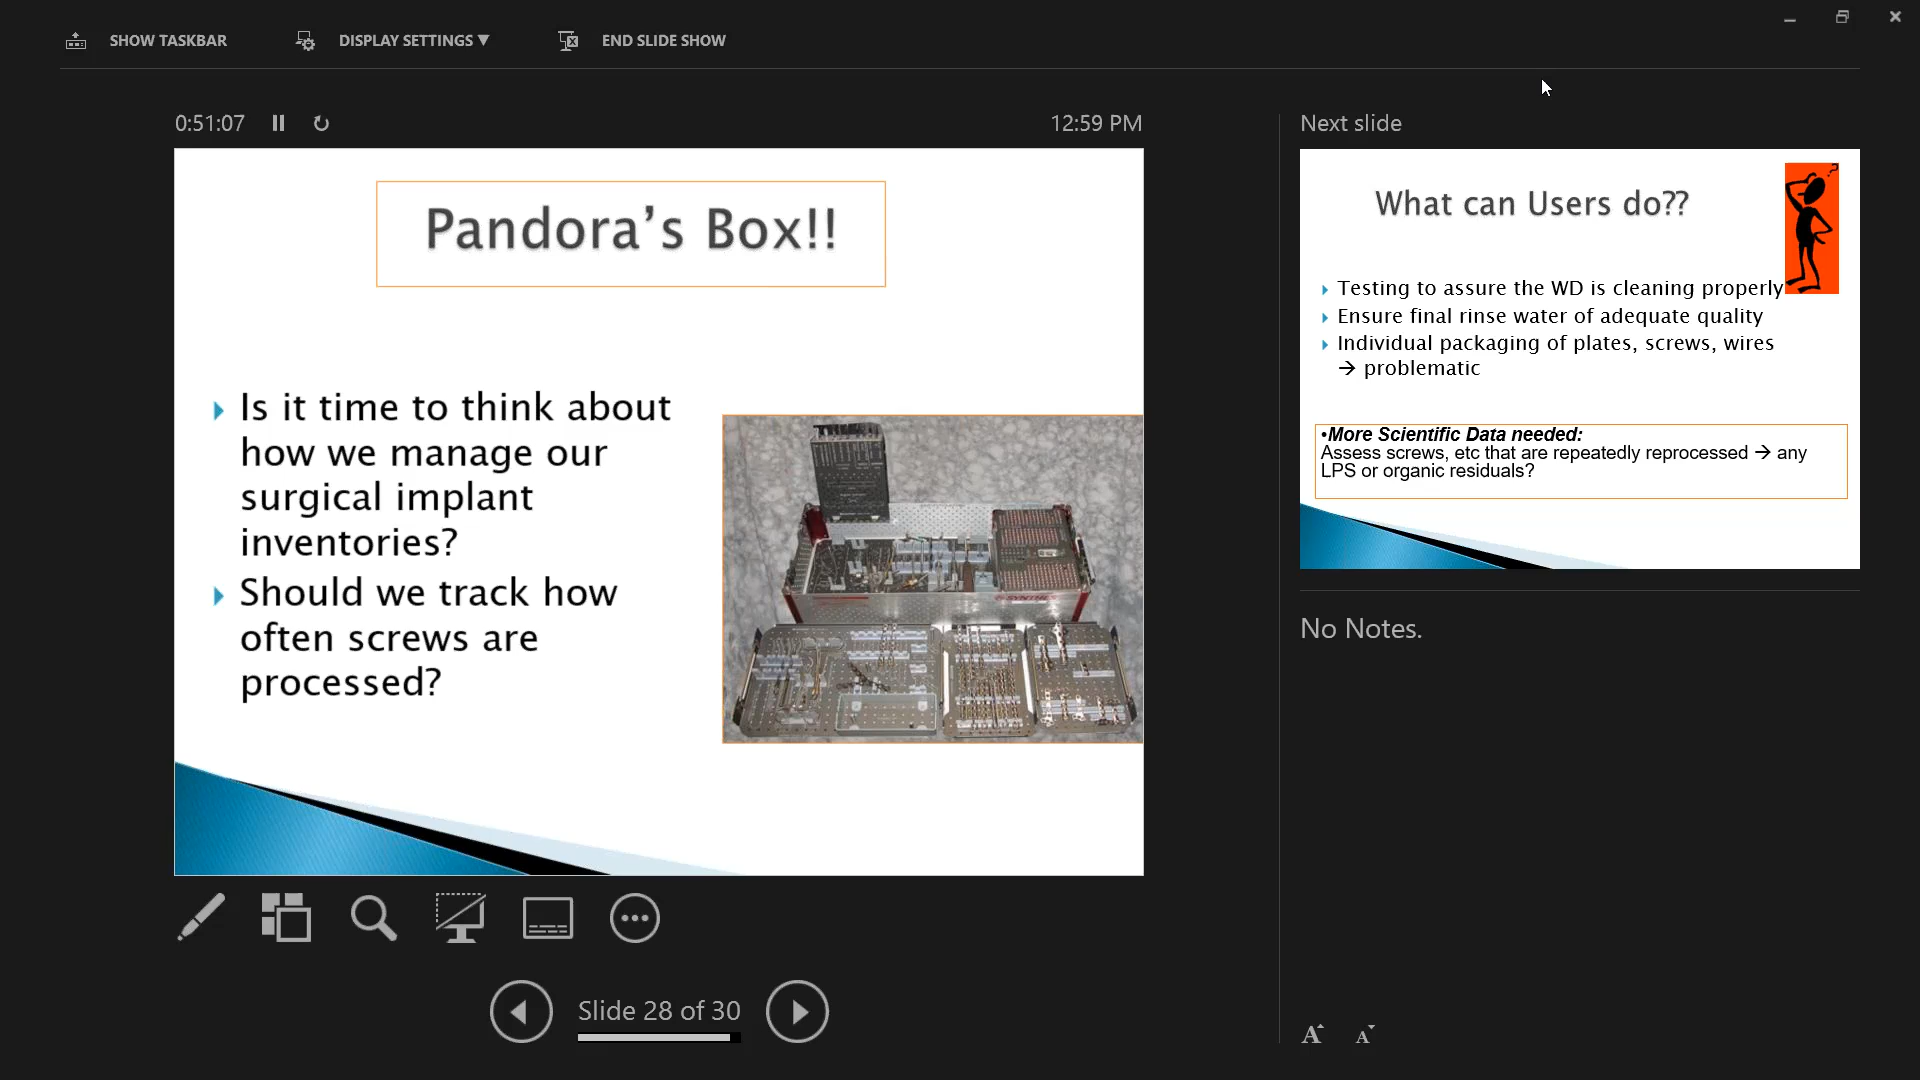 SHOW TASKBAR
DISPLAY SETTINGS ▼
END SLIDE SHOW
0:51:07
12:59 PM
Pandora’s Box!!
Is it time to think about
how we manage our
surgical implant
inventories?
Should we track how
often screws are
processed?
SYNTHES
Slide 28 of 30
Next slide
What can Users do??
?
Testing to assure the WD is cleaning properly
Ensure final rinse water of adequate quality
Individual packaging of plates, screws, wires
→ problematic
•More Scientific Data needed:
Assess screws, etc that are repeatedly reprocessed → any
LPS or organic residuals?
No Notes.
A
A